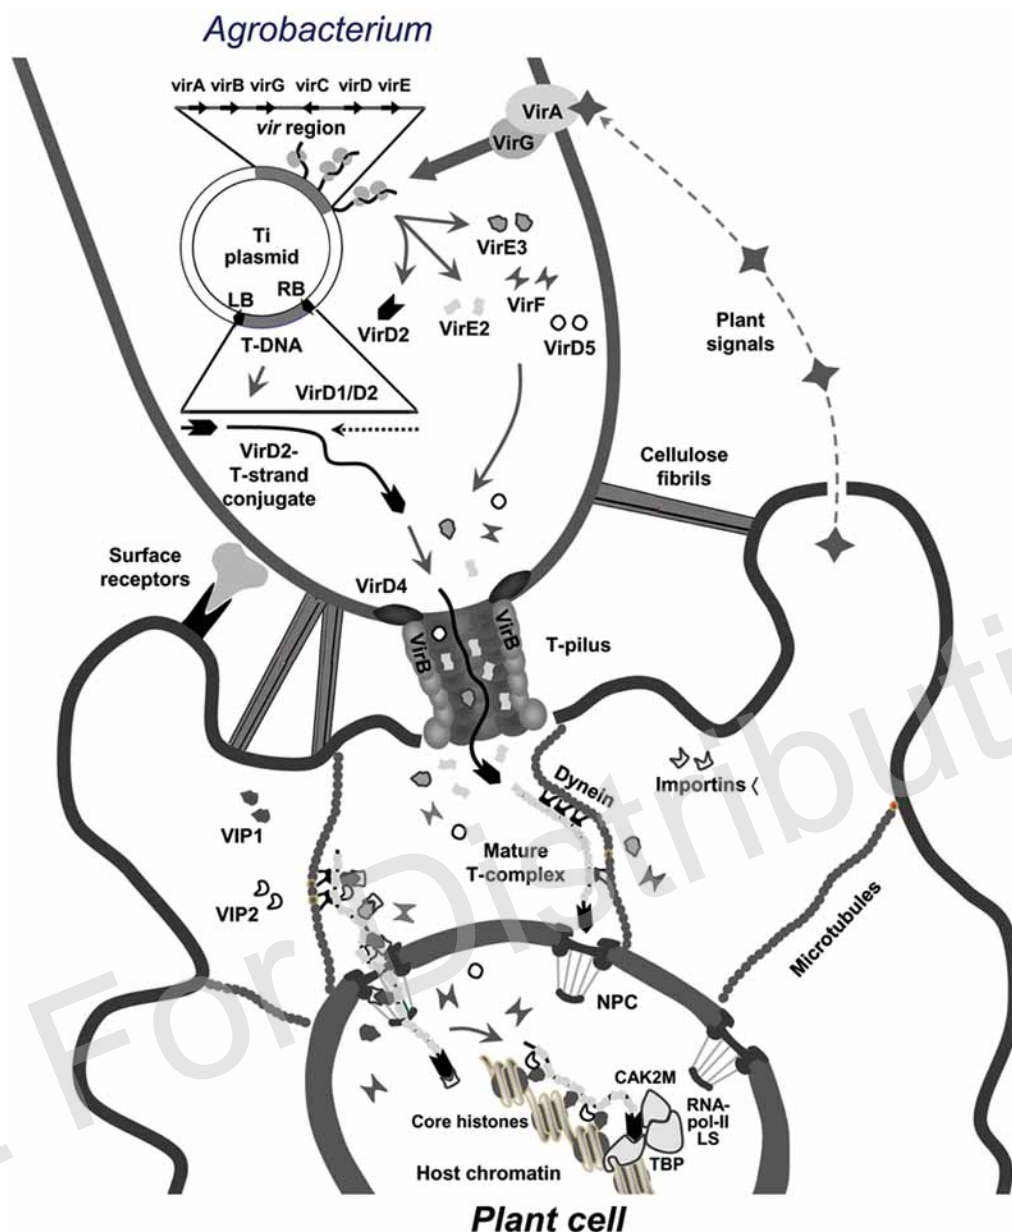 Agrobacterium
virA virB virG virC virD virE
vir region
VirA
VirG
Ti
plasmid
LB
RB
T-DNA
VirE3
VirF
VirD2
VirE2
VirD5
Plant
signals
VirD1/D2
VirD2-
T-strand
conjugate
Cellulose
fibrils
Surface
receptors
VirD4
VirB
VirB
T-pilus
Dynein
Importins
VIP1
Mature
T-complex
VIP2
Microtubules
NPC
CAK2M
RNA-
pol-II
LS
Core histones
TBP
Host chromatin
Plant cell
For Distributi